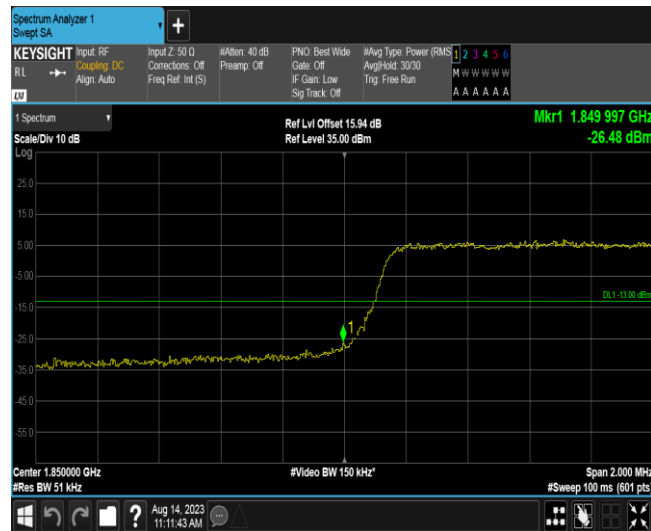 Spectrum Analyzer 1
Swept SA
+
KEYSIGHT
RL
LXI
Input: RF
Coupling: DC
Align: Auto
Input Z: 50 Ω
Corrections: Off
Freq Ref: Int (S)
#Atten: 40 dB
Preamp: Off
PNO: Best Wide
Gate: Off
IF Gain: Low
Sig Track: Off
#Avg Type: Power (RMS
Avg|Hold: 30/30
Trig: Free Run
1 2 3 4 5 6
M W W W W W
A A A A A A
1 Spectrum
Scale/Div 10 dB
Log
Ref Lvl Offset 15.94 dB
Ref Level 35.00 dBm
Mkr1 1.849 997 GHz
-26.48 dBm
25.0
15.0
5.00
-5.00
DL1 -13.00 dBm
-15.0
1
-25.0
-35.0
-45.0
-55.0
Center 1.850000 GHz
#Res BW 51 kHz
#Video BW 150 kHz*
Span 2.000 MHz
#Sweep 100 ms (601 pts)
?
Aug 14, 2023
11:11:43 AM